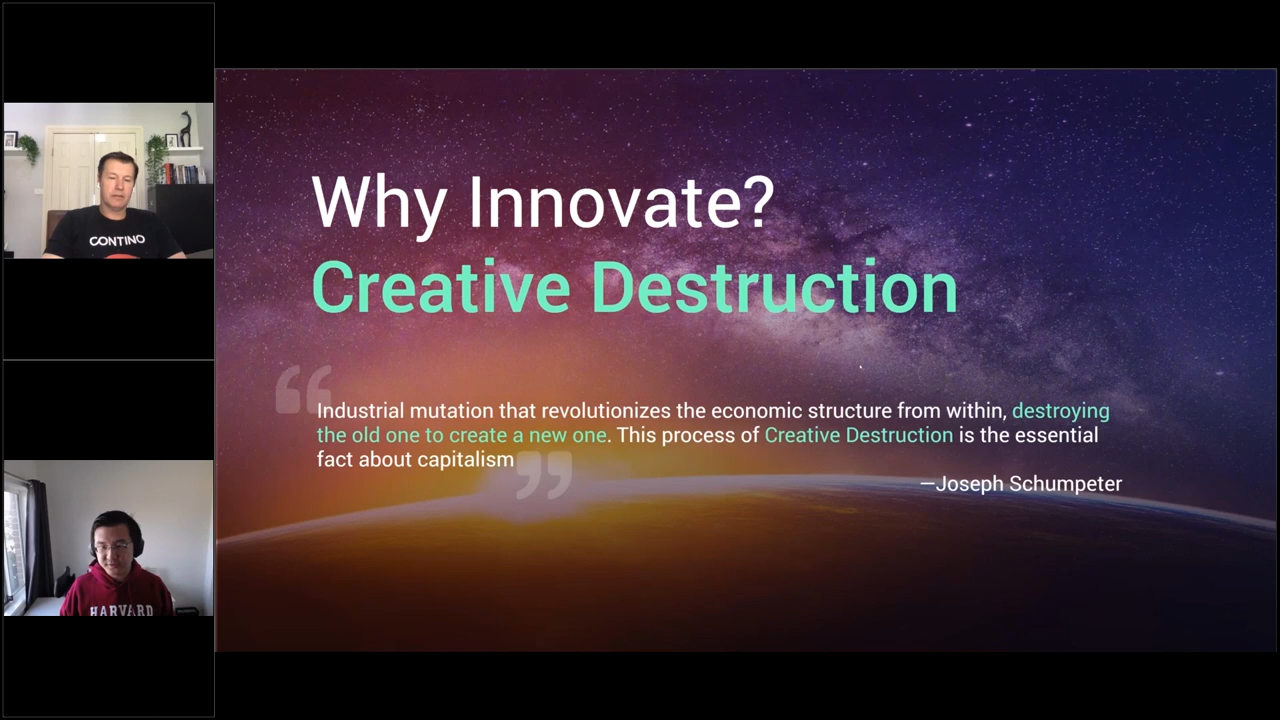 CONTINO
HARVARD
Why Innovate?
Creative Destruction
“
Industrial mutation that revolutionizes the economic structure from within, destroying
the old one to create a new one. This process of Creative Destruction is the essential
fact about capitalism
”
—Joseph Schumpeter